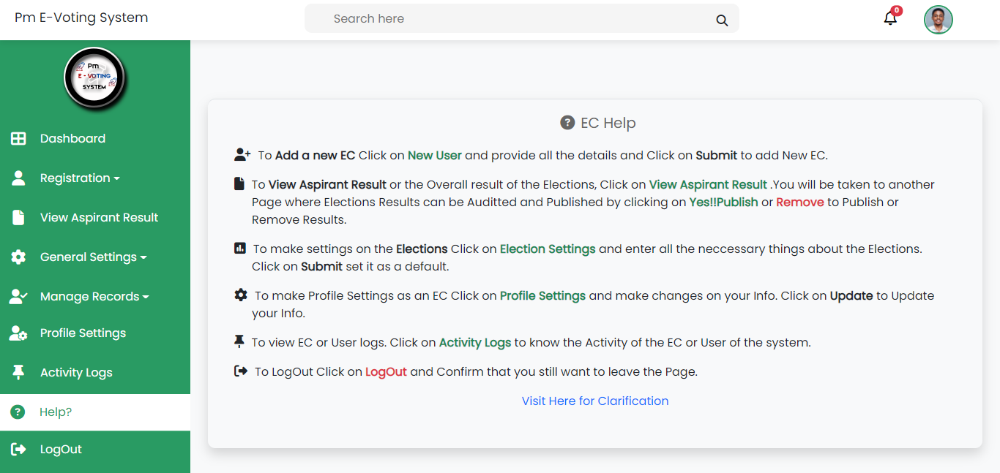 Pm E-Voting System
Search here
0
Pm
E - VOTING
SYSTEM
Dashboard
Registration
View Aspirant Result
General Settings
Manage Records
Profile Settings
Activity Logs
Help?
LogOut
EC Help
To Add a new EC Click on New User and provide all the details and Click on Submit to add New EC.
To View Aspirant Result or the Overall result of the Elections, Click on View Aspirant Result .You will be taken to another
Page where Elections Results can be Auditted and Published by clicking on Yes!!Publish or Remove to Publish or
Remove Results.
To make settings on the Elections Click on Election Settings and enter all the neccessary things about the Elections.
Click on Submit set it as a default.
To make Profile Settings as an EC Click on Profile Settings and make changes on your Info. Click on Update to Update
your Info.
To view EC or User logs. Click on Activity Logs to know the Activity of the EC or User of the system.
To LogOut Click on LogOut and Confirm that you still want to leave the Page.
Visit Here for Clarification